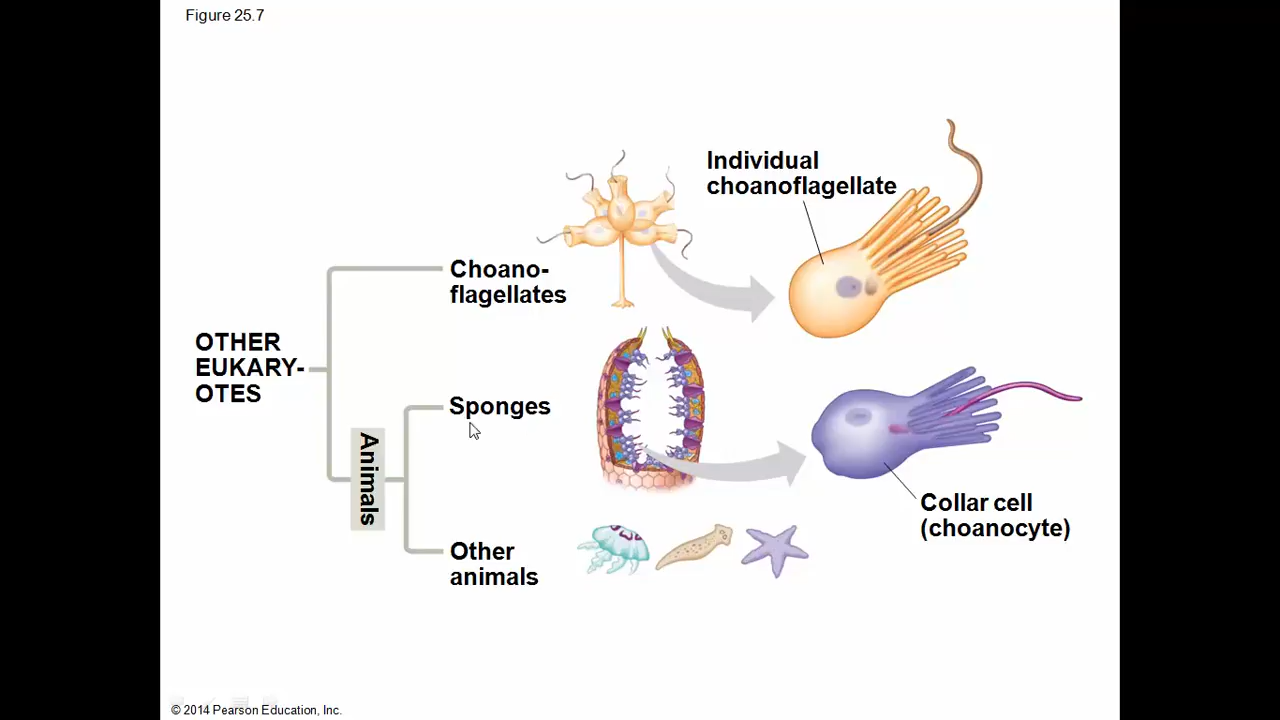 Figure 25.7
Individual
choanoflagellate
Choano-
flagellates
OTHER
EUKARY-
OTES
Sponges
Animals
Collar cell
(choanocyte)
Other
animals
© 2014 Pearson Education, Inc.